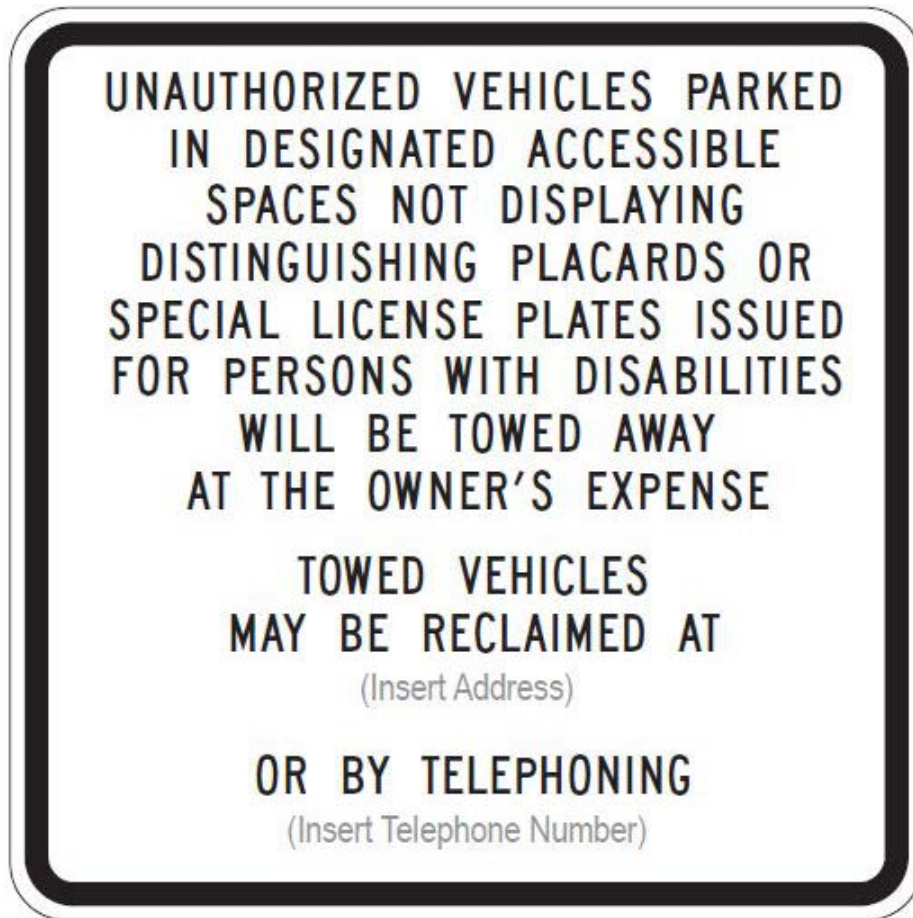 UNAUTHORIZED VEHICLES PARKED
IN DESIGNATED ACCESSIBLE
SPACES NOT DISPLAYING
DISTINGUISHING PLACARDS OR
SPECIAL LICENSE PLATES ISSUED
FOR PERSONS WITH DISABILITIES
WILL BE TOWED AWAY
AT THE OWNER'S EXPENSE
TOWED VEHICLES
MAY BE RECLAIMED AT
(Insert Address)
OR BY TELEPHONING
(Insert Telephone Number)